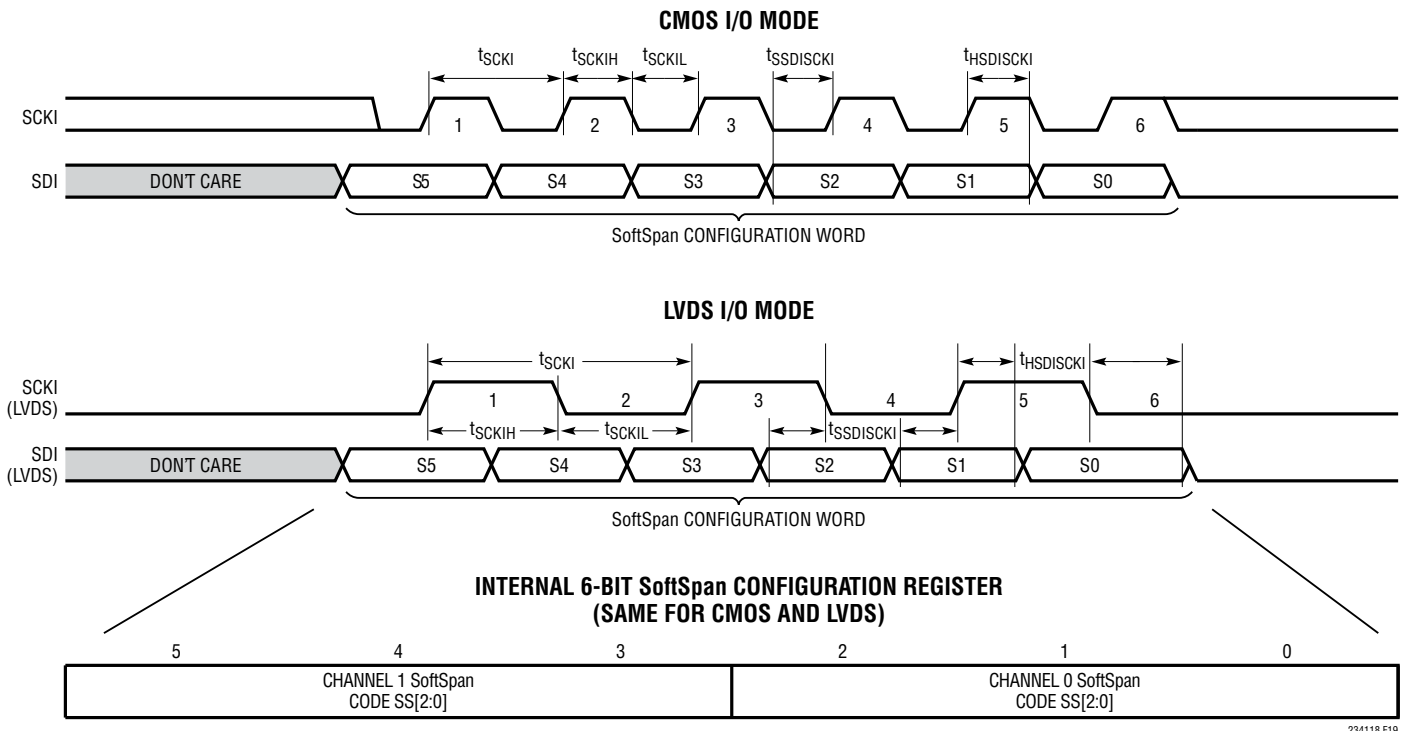 CMOS I/O MODE
tSCKI tSCKIH tSCKIL tSSDISCKI tHSDISCKI
SCKI
1 2 3 4 5 6
SDI DON'T CARE S5 S4 S3 S2 S1 S0
SoftSpan CONFIGURATION WORD
LVDS I/O MODE
tSCKI tHSDISCKI
SCKI
(LVDS)
1 2 3 4 5 6
tSCKIH tSCKIL tSSDISCKI
SDI
(LVDS)
DON'T CARE S5 S4 S3 S2 S1 S0
SoftSpan CONFIGURATION WORD
INTERNAL 6-BIT SoftSpan CONFIGURATION REGISTER
(SAME FOR CMOS AND LVDS)
5 4 3 2 1 0
CHANNEL 1 SoftSpan
CODE SS[2:0]
CHANNEL 0 SoftSpan
CODE SS[2:0]
234118 F19